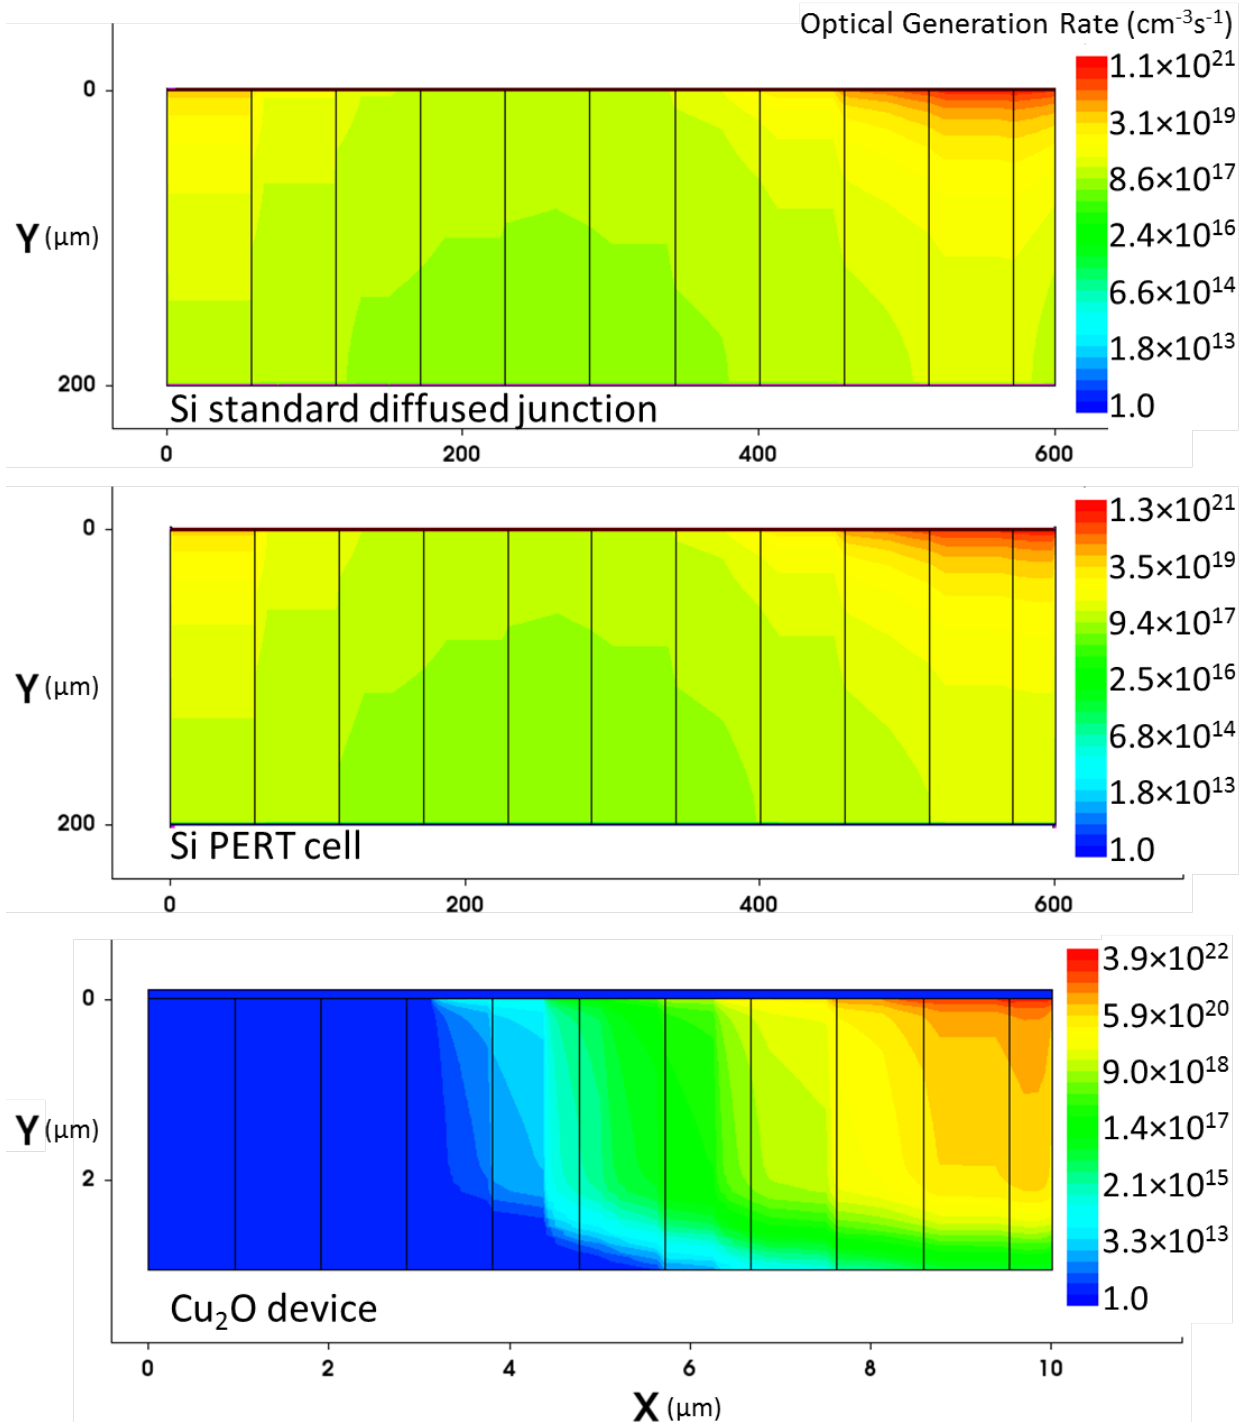 Optical Generation Rate (cm⁻³s⁻¹)
1.1×10²¹
0
3.1×10¹⁹
8.6×10¹⁷
Y (μm)
2.4×10¹⁶
6.6×10¹⁴
1.8×10¹³
200
1.0
Si standard diffused junction
0 200 400 600
1.3×10²¹
0
3.5×10¹⁹
9.4×10¹⁷
Y (μm)
2.5×10¹⁶
6.8×10¹⁴
1.8×10¹³
200
1.0
Si PERT cell
0 200 400 600
3.9×10²²
0
5.9×10²⁰
9.0×10¹⁸
Y (μm)
1.4×10¹⁷
2
2.1×10¹⁵
3.3×10¹³
1.0
Cu₂O device
0 2 4 6 8 10
X (μm)